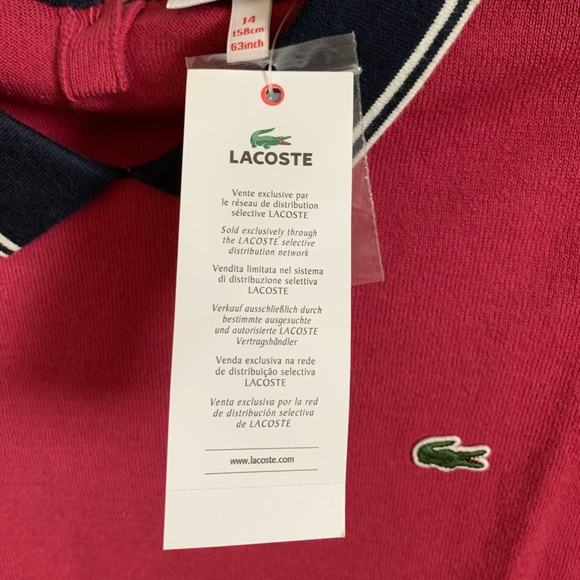 14
158cm
63inch
LACOSTE
Vente exclusive par
le réseau de distribution
sélective LACOSTE
Sold exclusively through
the LACOSTE selective
distribution network
Vendita limitata nel sistema
di distribuzione selettiva
LACOSTE
Verkauf ausschließlich durch
bestimmte ausgesuchte
und autorisierte LACOSTE
Vertragshändler
Venda exclusiva na rede
de distribuição selectiva
LACOSTE
Venta exclusiva por la red
de distribución selectiva
de LACOSTE
www.lacoste.com